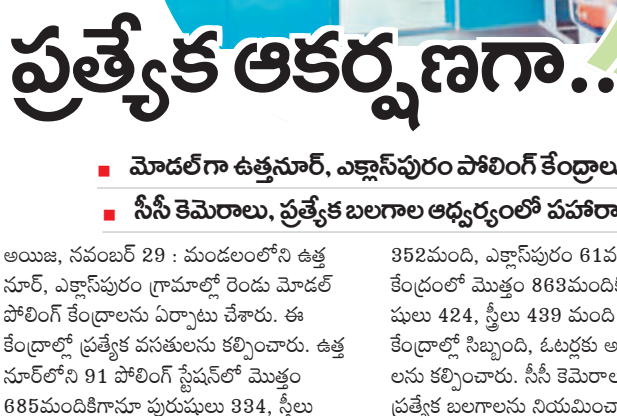 ప్రత్యేక ఆకర్షణగా..
మోడల్‌గా ఉత్తనూర్, ఎక్లాస్‌పురం పోలింగ్ కేంద్రాలు
సీసీ కెమెరాలు, ప్రత్యేక బలగాల ఆధ్వర్యంలో పహారా
అయిజ, నవంబర్ 29 : మండలంలోని ఉత్త
నూర్, ఎక్లాస్‌పురం గ్రామాల్లో రెండు మోడల్
పోలింగ్ కేంద్రాలను ఏర్పాటు చేశారు. ఈ
కేంద్రాల్లో ప్రత్యేక వసతులను కల్పించారు. ఉత్త
నూర్‌లోని 91 పోలింగ్ స్టేషన్‌లో మొత్తం
685మందికిగానూ పురుషులు 334, స్త్రీలు
352మంది, ఎక్లాస్‌పురం 61వ
కేంద్రంలో మొత్తం 863మందికి
షులు 424, స్త్రీలు 439 మంది
కేంద్రాల్లో సిబ్బంది, ఓటర్లకు
లను కల్పించారు. సీసీ
ప్రత్యేక బలగాలను